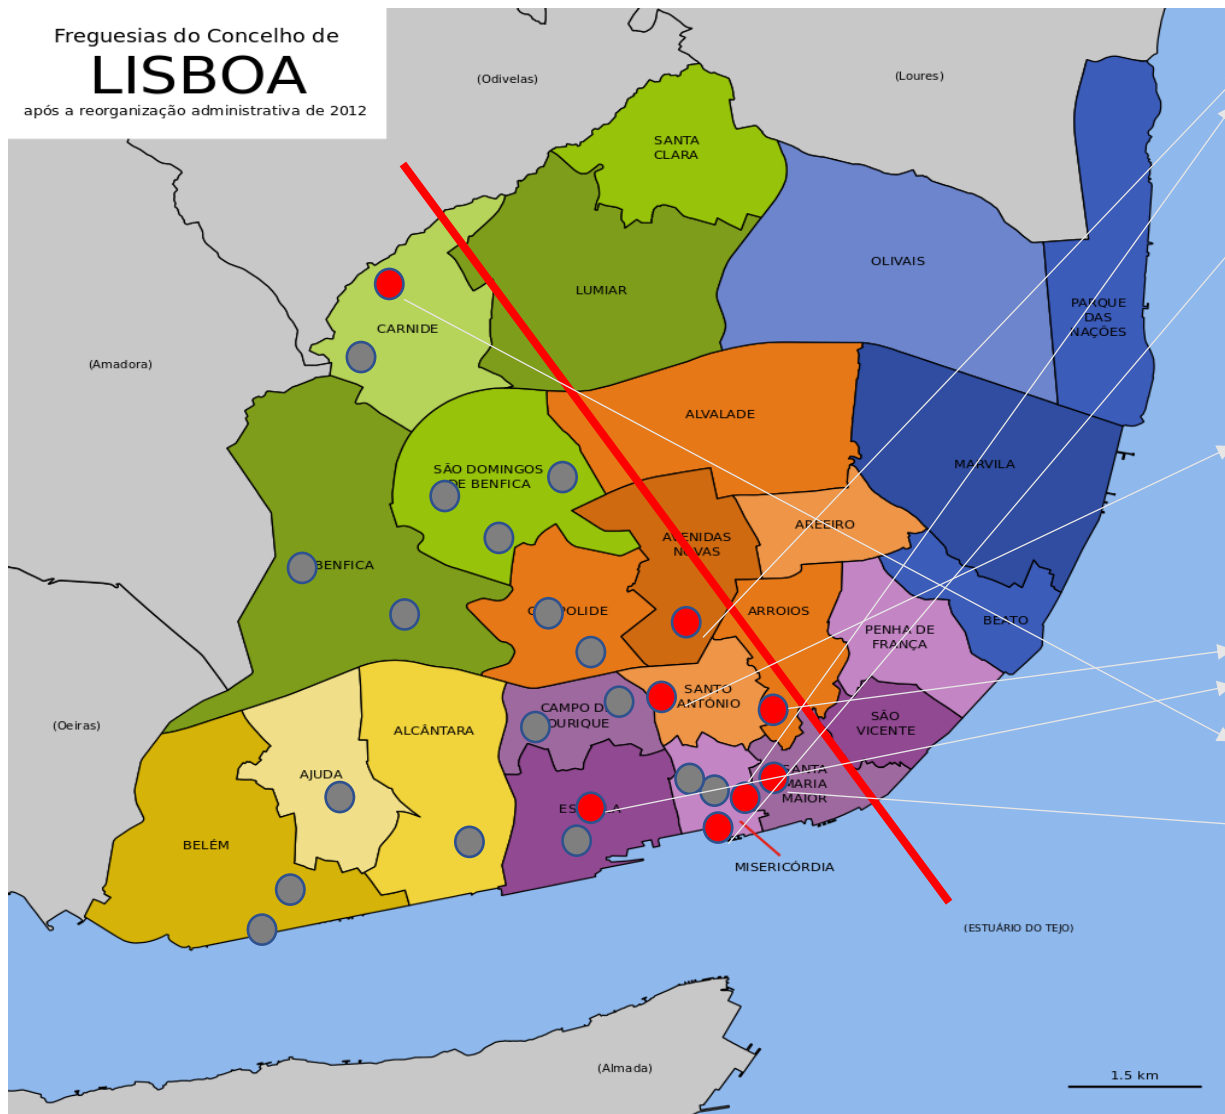 Freguesias do Concelho de
LISBOA
após a reorganização administrativa de 2012
(Odivelas)
(Loures)
SANTA
CLARA
OLIVAIS
LUMIAR
PARQUE
DAS
NAÇÕES
CARNIDE
(Amadora)
ALVALADE
SÃO DOMINGOS
DE BENFICA
MARVILA
AREEIRO
AVENIDAS
NOVAS
BENFICA
CAMPOLIDE
ARROIOS
BEATO
PENHA DE
FRANÇA
SANTO
ANTÓNIO
CAMPO DE
OURIQUE
SÃO
VICENTE
(Oeiras)
ALCÂNTARA
AJUDA
SANTA
MARIA
MAIOR
ESTRELA
BELÉM
MISERICÓRDIA
(ESTUÁRIO DO TEJO)
(Almada)
1.5 km